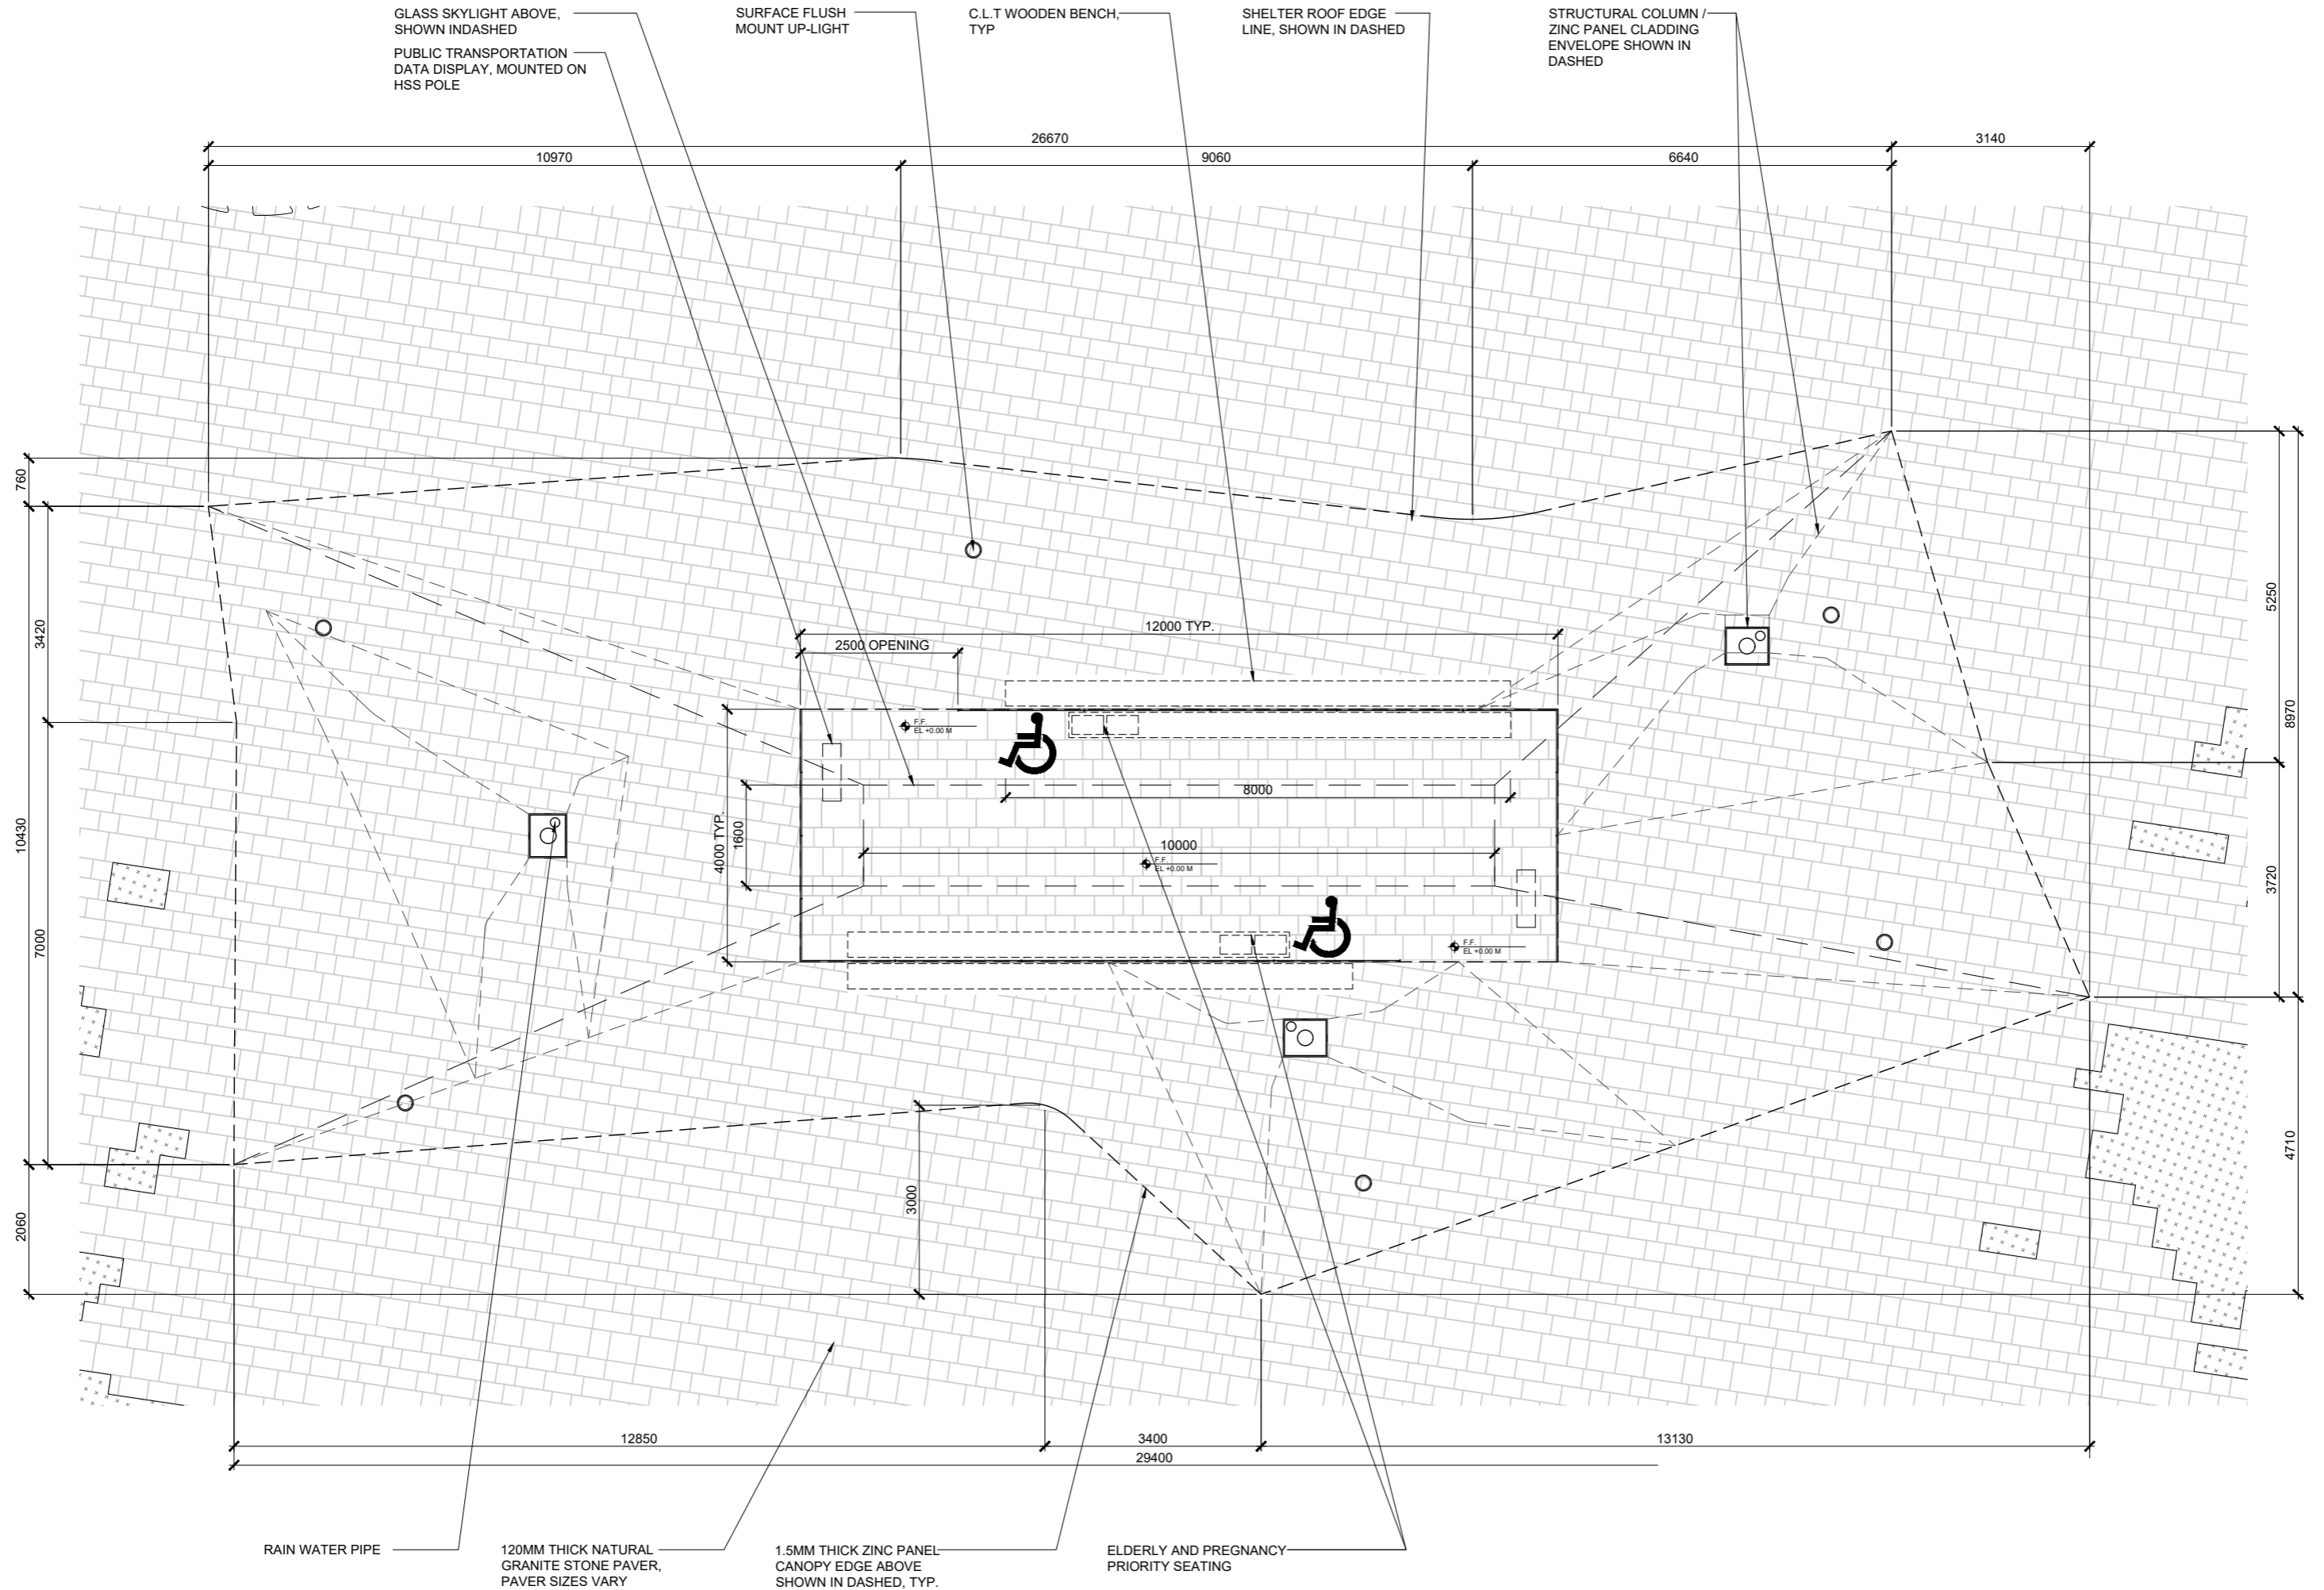 GLASS SKYLIGHT ABOVE,
SHOWN INDASHED
PUBLIC TRANSPORTATION
DATA DISPLAY, MOUNTED ON
HSS POLE
SURFACE FLUSH
MOUNT UP-LIGHT
C.L.T WOODEN BENCH,
TYP
SHELTER ROOF EDGE
LINE, SHOWN IN DASHED
STRUCTURAL COLUMN /
ZINC PANEL CLADDING
ENVELOPE SHOWN IN
DASHED
26670
3140
10970
9060
6640
760
3420
10430
7000
2060
5250
8970
3720
4710
12000 TYP.
2500 OPENING
F.F.
EL +0.00 M
8000
4000 TYP.
1600
10000
F.F.
EL +0.00 M
F.F.
EL +0.00 M
3000
12850
3400
13130
29400
RAIN WATER PIPE
120MM THICK NATURAL
GRANITE STONE PAVER,
PAVER SIZES VARY
1.5MM THICK ZINC PANEL
CANOPY EDGE ABOVE
SHOWN IN DASHED, TYP.
ELDERLY AND PREGNANCY
PRIORITY SEATING